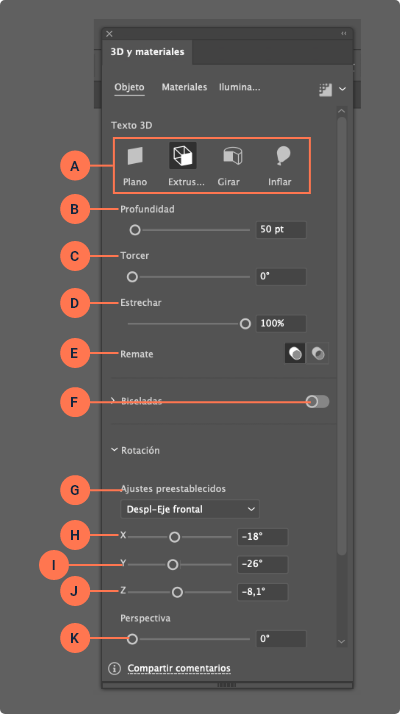 3D y materiales
Objeto Materiales Ilumina...
Texto 3D
A
Plano Extrus... Girar Inflar
B Profundidad
50 pt
C Torcer
0°
D Estrechar
100%
E Remate
F Biseladas
Rotación
G Ajustes preestablecidos
Despl-Eje frontal
H X -18°
I Y -26°
J Z -8,1°
Perspectiva
K 0°
Compartir comentarios